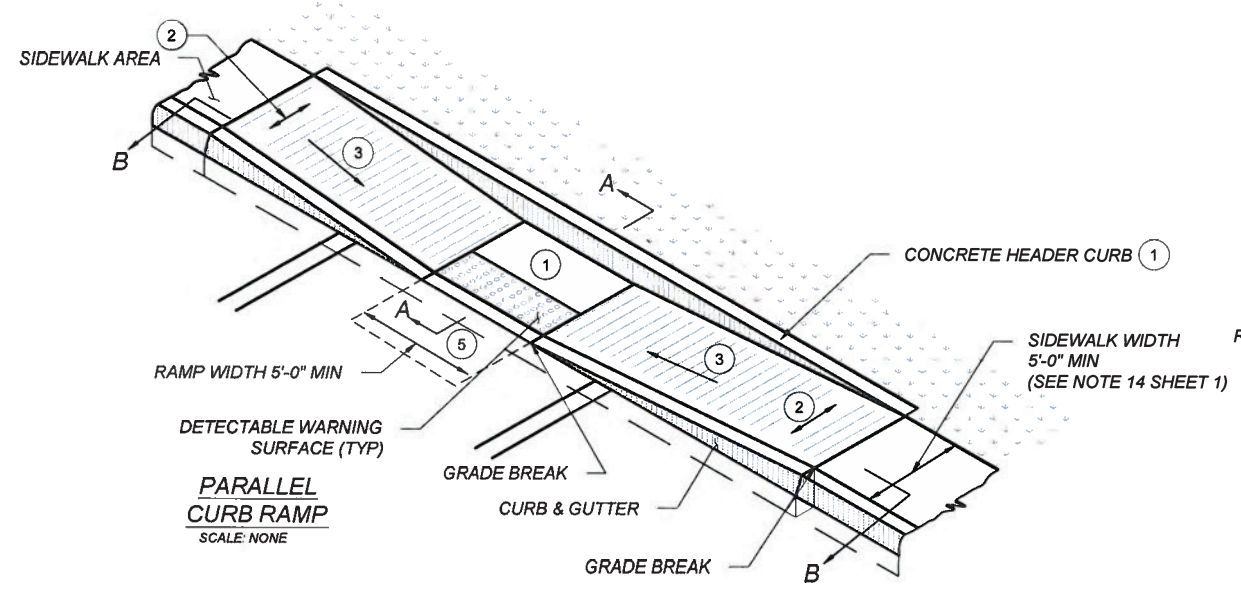 2
SIDEWALK AREA
B
3
A
1
CONCRETE HEADER CURB 1
A
5
SIDEWALK WIDTH
5'-0" MIN
(SEE NOTE 14 SHEET 1)
R
3
RAMP WIDTH 5'-0" MIN
2
DETECTABLE WARNING
SURFACE (TYP)
GRADE BREAK
PARALLEL
CURB RAMP
SCALE: NONE
CURB & GUTTER
GRADE BREAK
B